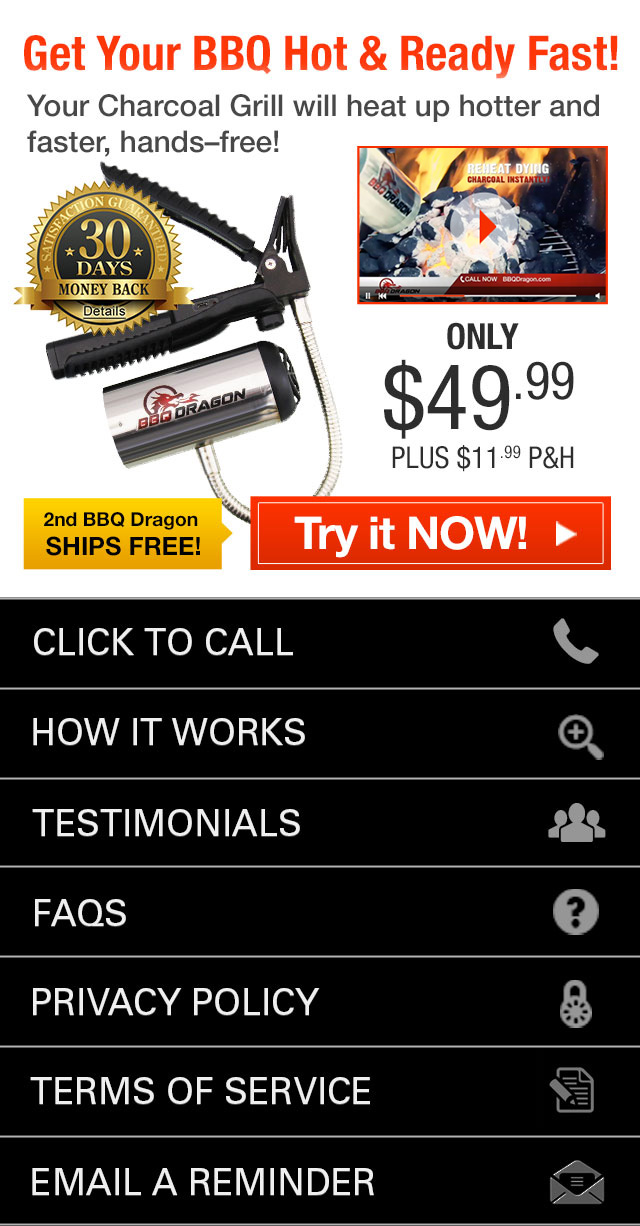 Get Your BBQ Hot & Ready Fast!
Your Charcoal Grill will heat up hotter and
faster, hands–free!
SATISFACTION GUARANTEED
30
DAYS
MONEY BACK
Details
BBQ DRAGON
BBQ DRAGON
REHEAT DYING
CHARCOAL INSTANTLY
CALL NOW BBQDragon.com
BBQ DRAGON
ONLY
$49.99
PLUS $11.99 P&H
2nd BBQ Dragon
SHIPS FREE!
Try it NOW!
CLICK TO CALL
HOW IT WORKS
TESTIMONIALS
FAQS
PRIVACY POLICY
TERMS OF SERVICE
EMAIL A REMINDER